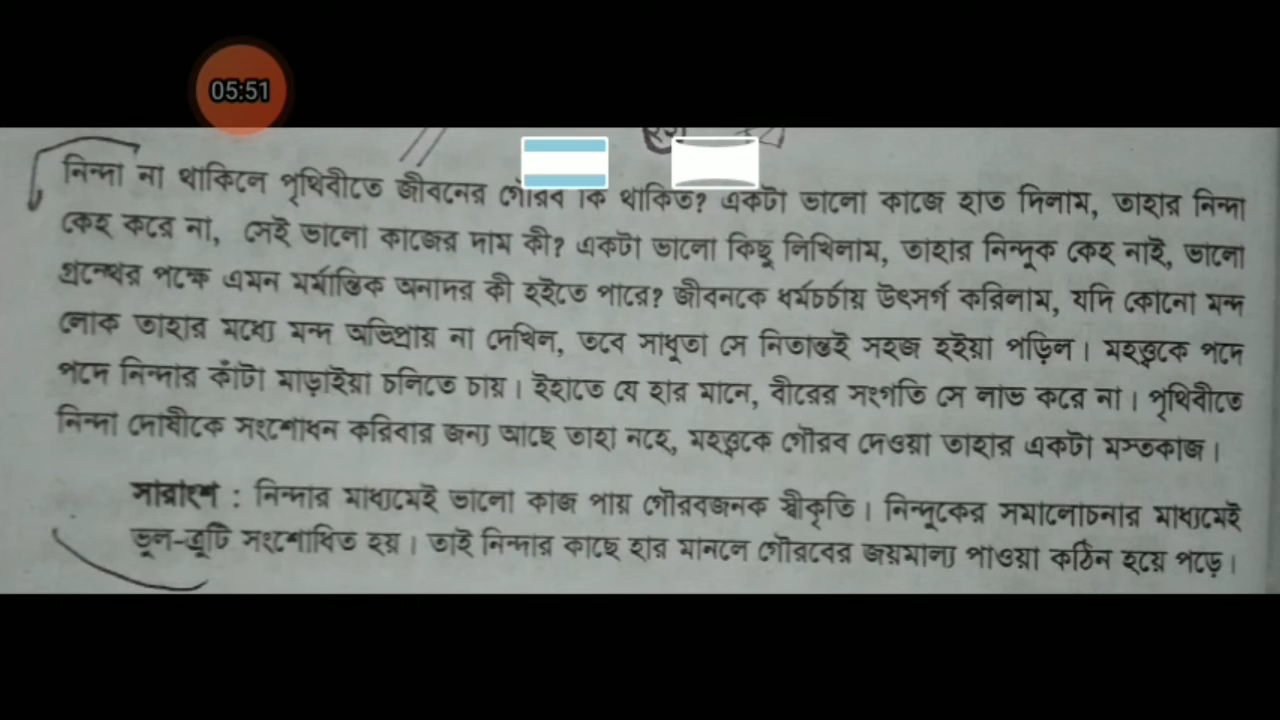 05:51
নিন্দা না থাকিলে পৃথিবীতে জীবনের গৌরব কি থাকিত? একটা ভালো কাজে হাত দিলাম, তাহার নিন্দা
কেহ করে না, সেই ভালো কাজের দাম কী? একটা ভালো কিছু লিখিলাম, তাহার নিন্দুক কেহ নাই, ভালো
গ্রন্থের পক্ষে এমন মর্মান্তিক অনাদর কী হইতে পারে? জীবনকে ধর্মচর্চায় উৎসর্গ করিলাম, যদি কোনো মন্দ
লোক তাহার মধ্যে মন্দ অভিপ্রায় না দেখিল, তবে সাধুতা সে নিতান্তই সহজ হইয়া পড়িল। মহত্ত্বকে পদে
পদে নিন্দার কাঁটা মাড়াইয়া চলিতে চায়। ইহাতে যে হার মানে, বীরের সংগতি সে লাভ করে না। পৃথিবীতে
নিন্দা দোষীকে সংশোধন করিবার জন্য আছে তাহা নহে, মহত্ত্বকে গৌরব দেওয়া তাহার একটা মস্তকাজ।
সারাংশ : নিন্দার মাধ্যমেই ভালো কাজ পায় গৌরবজনক স্বীকৃতি। নিন্দুকের সমালোচনার মাধ্যমেই
ভুল-ত্রুটি সংশোধিত হয়। তাই নিন্দার কাছে হার মানলে গৌরবের জয়মাল্য পাওয়া কঠিন হয়ে পড়ে।